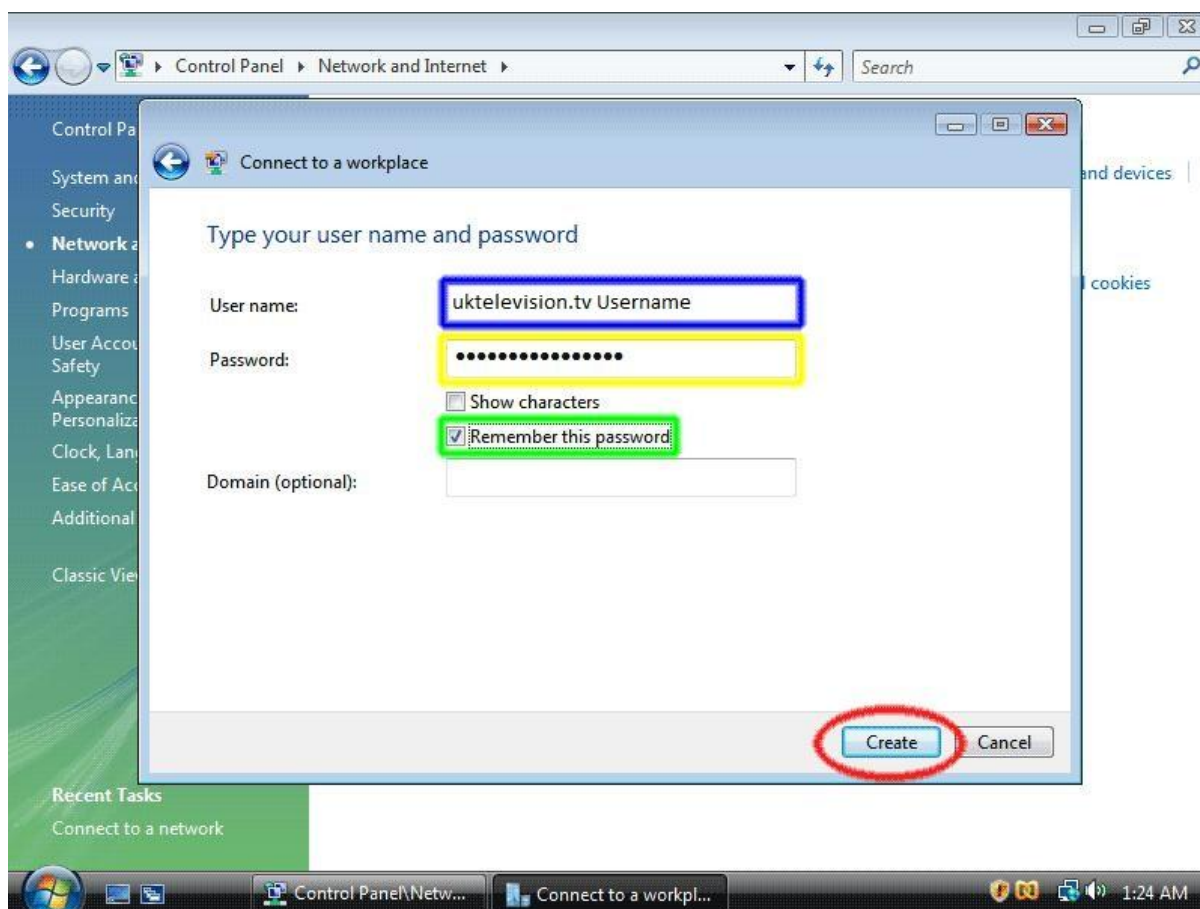 Control Panel Network and Internet
Search
Control Pa
System and
Security
Network a
Hardware a
Programs
User Accou
Safety
Appearanc
Personaliza
Clock, Lan
Ease of Acc
Additional
Classic Vie
Recent Tasks
Connect to a network
and devices
cookies
Connect to a workplace
Type your user name and password
User name:
uktelevision.tv Username
Password:
••••••••••••••••
Show characters
Remember this password
Domain (optional):
Create
Cancel
Control Panel\Netw...
Connect to a workpl...
1:24 AM